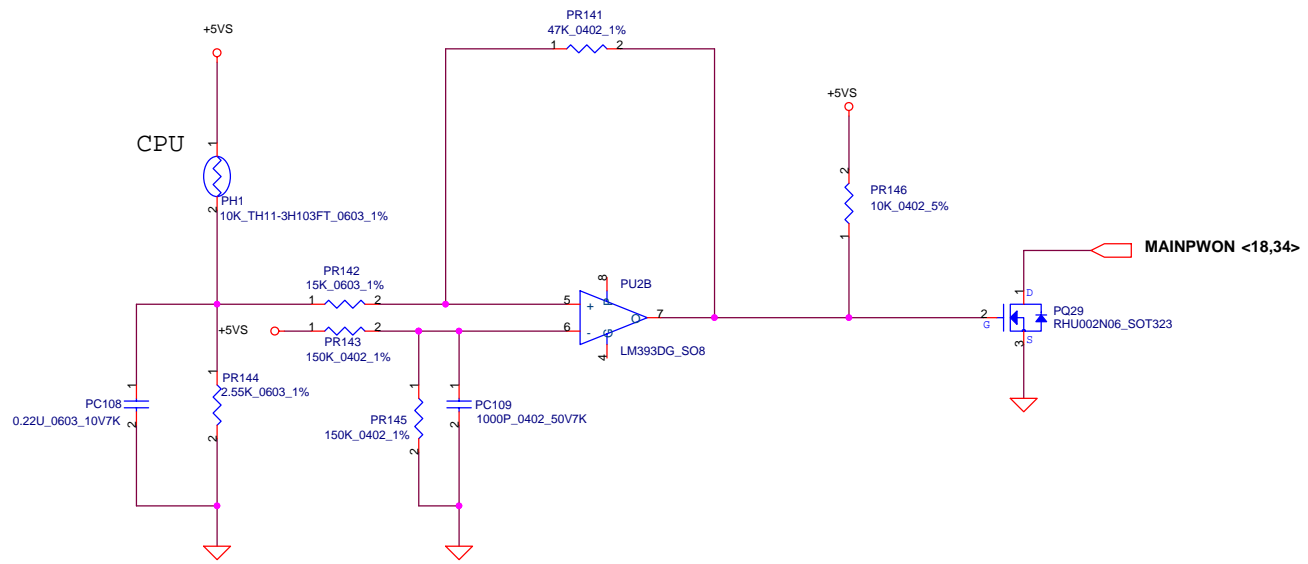 PR141
47K_0402_1%
1
2
+5VS
+5VS
CPU
1
PH1
2
10K_TH11-3H103FT_0603_1%
2
PR146
10K_0402_5%
1
MAINPWON <18,34>
PR142
15K_0603_1%
1
2
+5VS
1
2
PR143
150K_0402_1%
8
PU2B
5
+
P
6
-
G
O
7
4
LM393DG_SO8
1
D
2
G
PQ29
RHU002N06_SOT323
3
S
1
PC108
2
0.22U_0603_10V7K
1
PR144
2.55K_0603_1%
2
1
PR145
150K_0402_1%
2
1
PC109
1000P_0402_50V7K
2